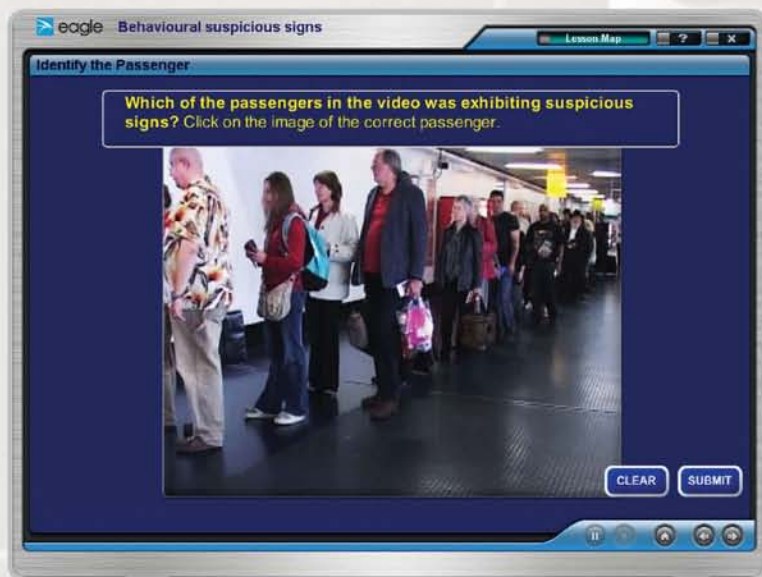 eagle Behavioural suspicious signs
Lesson Map ? X
Identify the Passenger
Which of the passengers in the video was exhibiting suspicious
signs? Click on the image of the correct passenger.
CLEAR SUBMIT